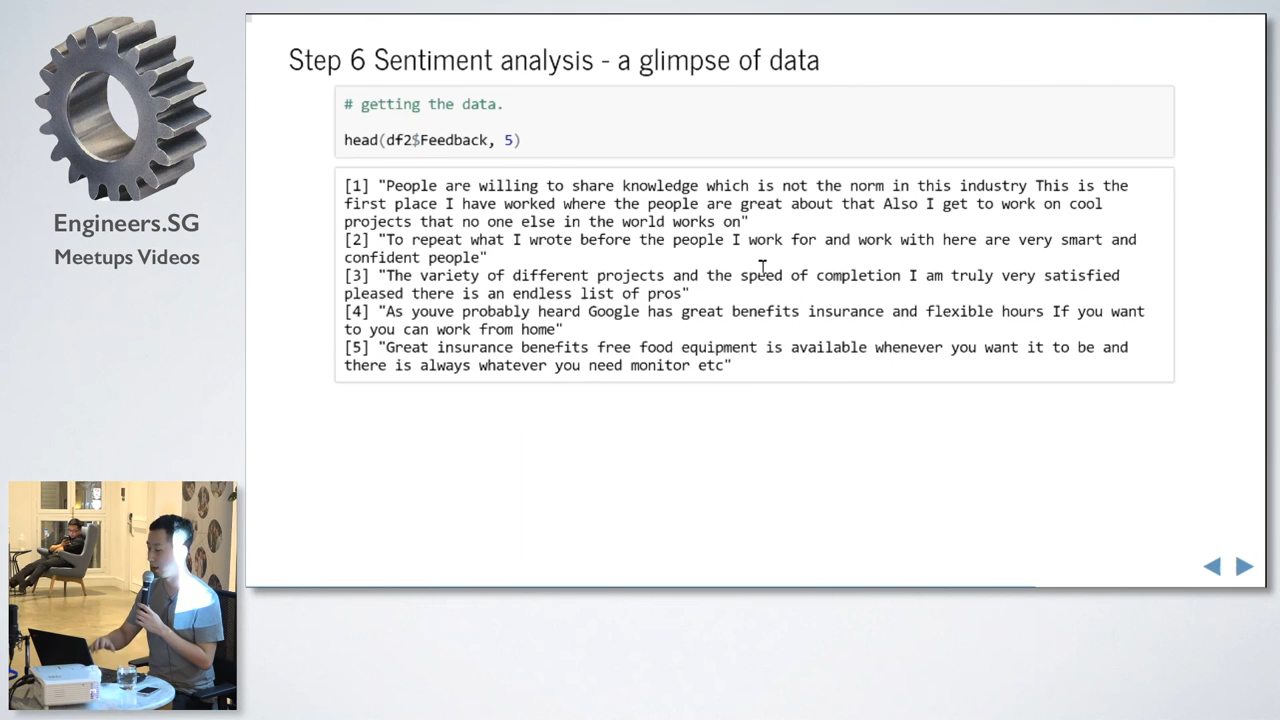 Step 6 Sentiment analysis - a glimpse of data
# getting the data.
head(df2$Feedback, 5)
[1] "People are willing to share knowledge which is not the norm in this industry This is the
first place I have worked where the people are great about that Also I get to work on cool
projects that no one else in the world works on"
[2] "To repeat what I wrote before the people I work for and work with here are very smart and
confident people"
[3] "The variety of different projects and the speed of completion I am truly very satisfied
pleased there is an endless list of pros"
[4] "As youve probably heard Google has great benefits insurance and flexible hours If you want
to you can work from home"
[5] "Great insurance benefits free food equipment is available whenever you want it to be and
there is always whatever you need monitor etc"
Engineers.SG
Meetups Videos